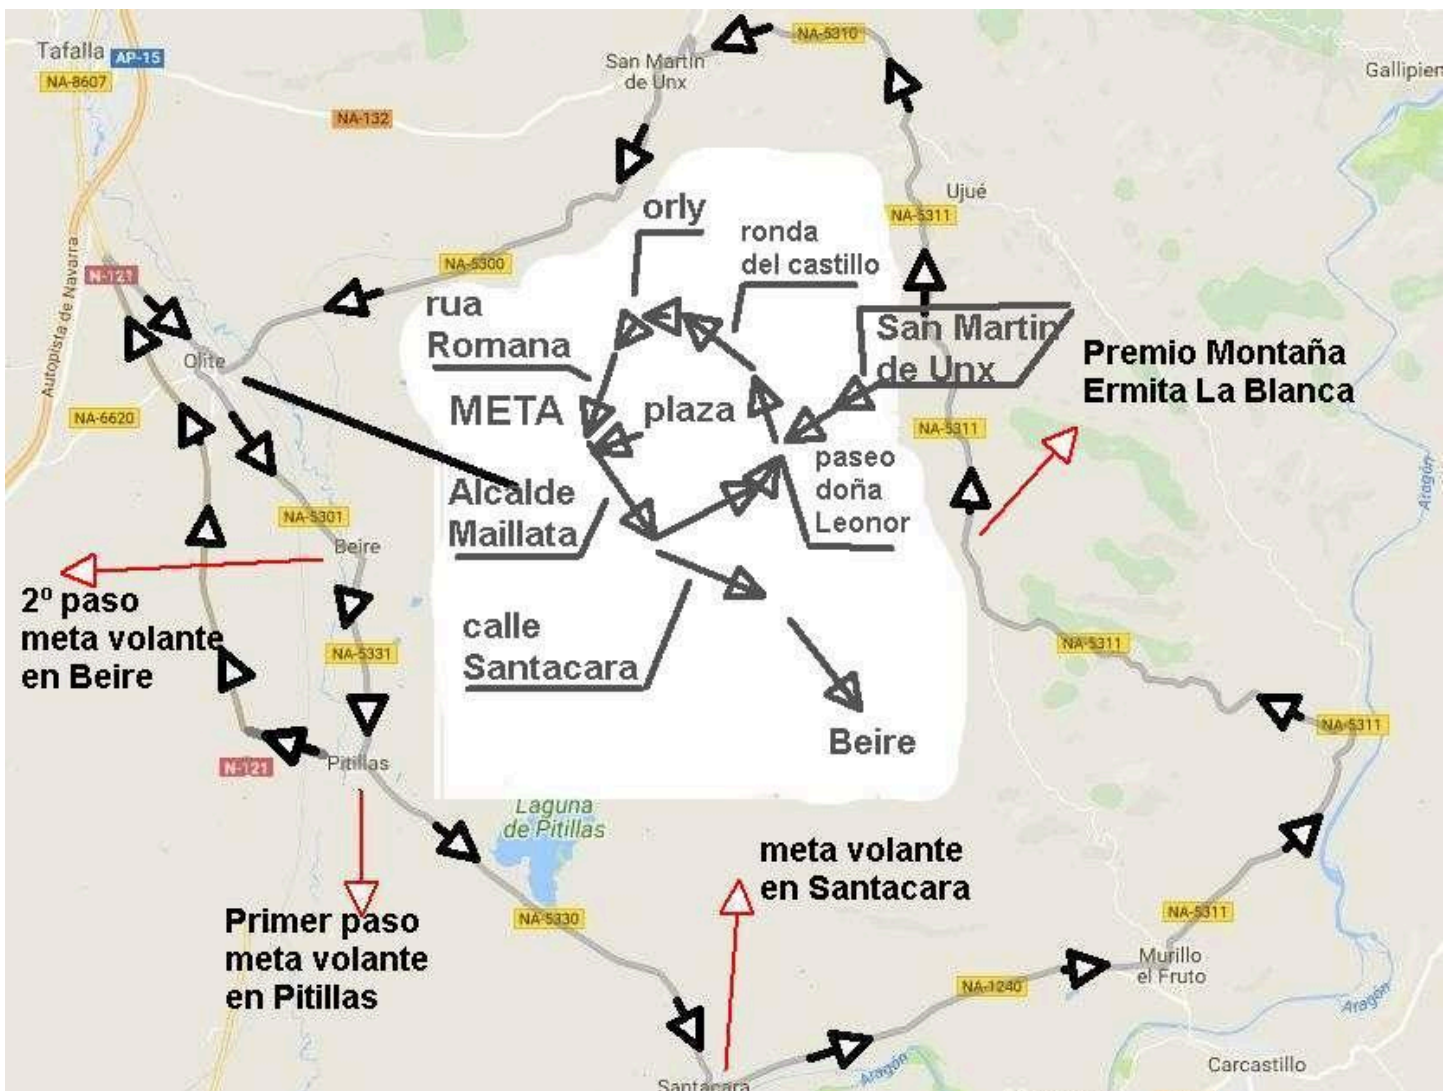 Tafalla
AP-15
NA-8607
NA-132
San Martín
de Unx
NA-5310
Ujué
NA-5311
NA-5300
N-121
Autopista de Navarra
Olite
NA-6620
orly
ronda
del castillo
rua
Romana
San Martin
de Unx
META
plaza
Premio Montaña
Ermita La Blanca
NA-5311
Alcalde
Maillata
paseo
doña
Leonor
NA-5301
Beire
2º paso
meta volante
en Beire
NA-5331
calle
Santacara
Beire
NA-5311
NA-5311
N-121
Pitillas
Laguna
de Pitillas
Primer paso
meta volante
en Pitillas
meta volante
en Santacara
NA-5330
NA-5311
Murillo
el Fruto
NA-1240
Aragón
Aragón
Aragón
Carcastillo
Santacara